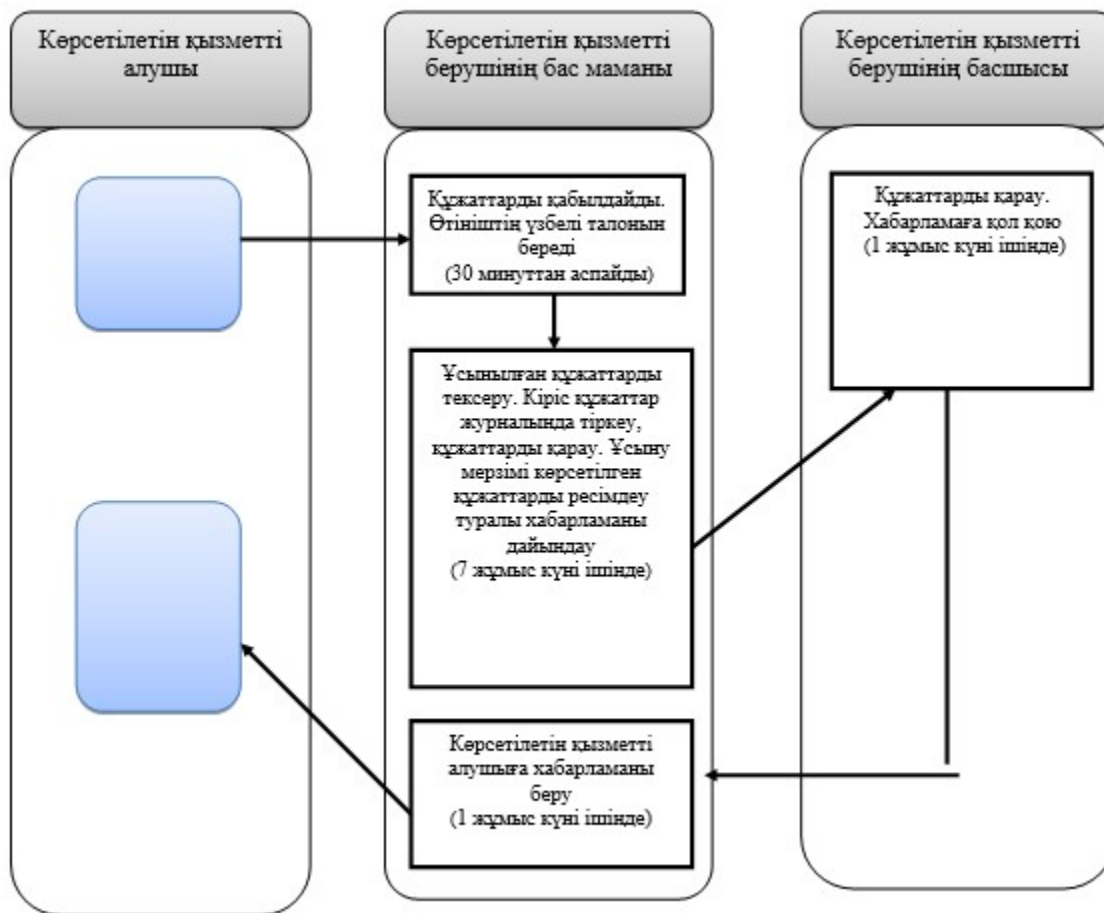 Көрсетілетін қызметті
алушы
Көрсетілетін қызметті
берушінің бас маманы
Көрсетілетін қызметті
берушінің басшысы
Құжаттарды қабылдайды.
Өтініштің үзбелі талонын
береді
(30 минуттан аспайды)
Ұсынылған құжаттарды
тексеру. Кіріс құжаттар
журналында тіркеу,
құжаттарды қарау. Ұсыну
мерзімі көрсетілген
құжаттарды ресімдеу
туралы хабарламаны
дайындау
(7 жұмыс күні ішінде)
Құжаттарды қарау.
Хабарламаға қол қою
(1 жұмыс күні ішінде)
Көрсетілетін қызметті
алушыға хабарламаны
беру
(1 жұмыс күні ішінде)